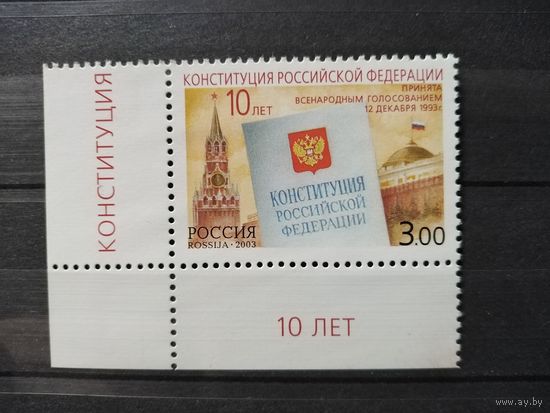 КОНСТИТУЦИЯ
КОНСТИТУЦИЯ РОССИЙСКОЙ ФЕДЕРАЦИИ
10 ЛЕТ
ПРИНЯТА
ВСЕНАРОДНЫМ ГОЛОСОВАНИЕМ
12 ДЕКАБРЯ 1993г.
КОНСТИТУЦИЯ
РОССИЙСКОЙ
ФЕДЕРАЦИИ
РОССИЯ
ROSSIJA · 2003
3.00
10 ЛЕТ
www.ay.by